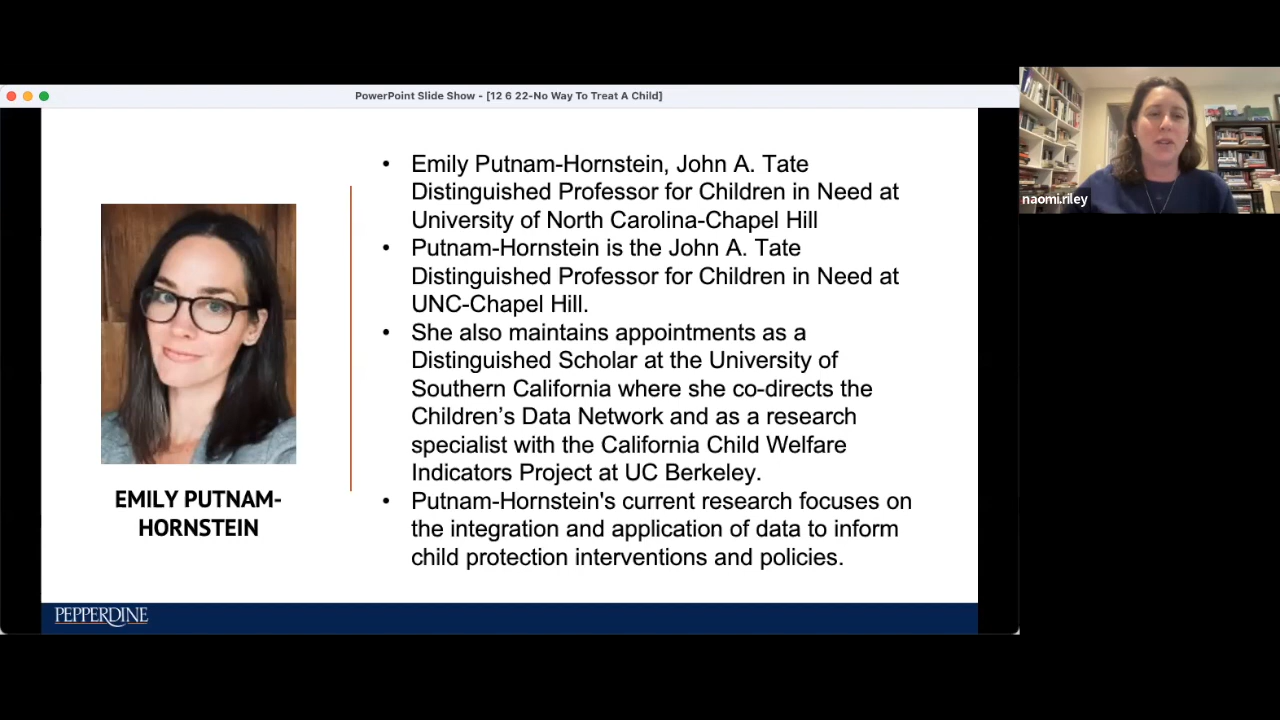 PowerPoint Slide Show - [12 6 22-No Way To Treat A Child]
naomi.riley
• Emily Putnam-Hornstein, John A. Tate
Distinguished Professor for Children in Need at
University of North Carolina-Chapel Hill
• Putnam-Hornstein is the John A. Tate
Distinguished Professor for Children in Need at
UNC-Chapel Hill.
• She also maintains appointments as a
Distinguished Scholar at the University of
Southern California where she co-directs the
Children’s Data Network and as a research
specialist with the California Child Welfare
Indicators Project at UC Berkeley.
• Putnam-Hornstein's current research focuses on
the integration and application of data to inform
child protection interventions and policies.
EMILY PUTNAM-
HORNSTEIN
PEPPERDINE